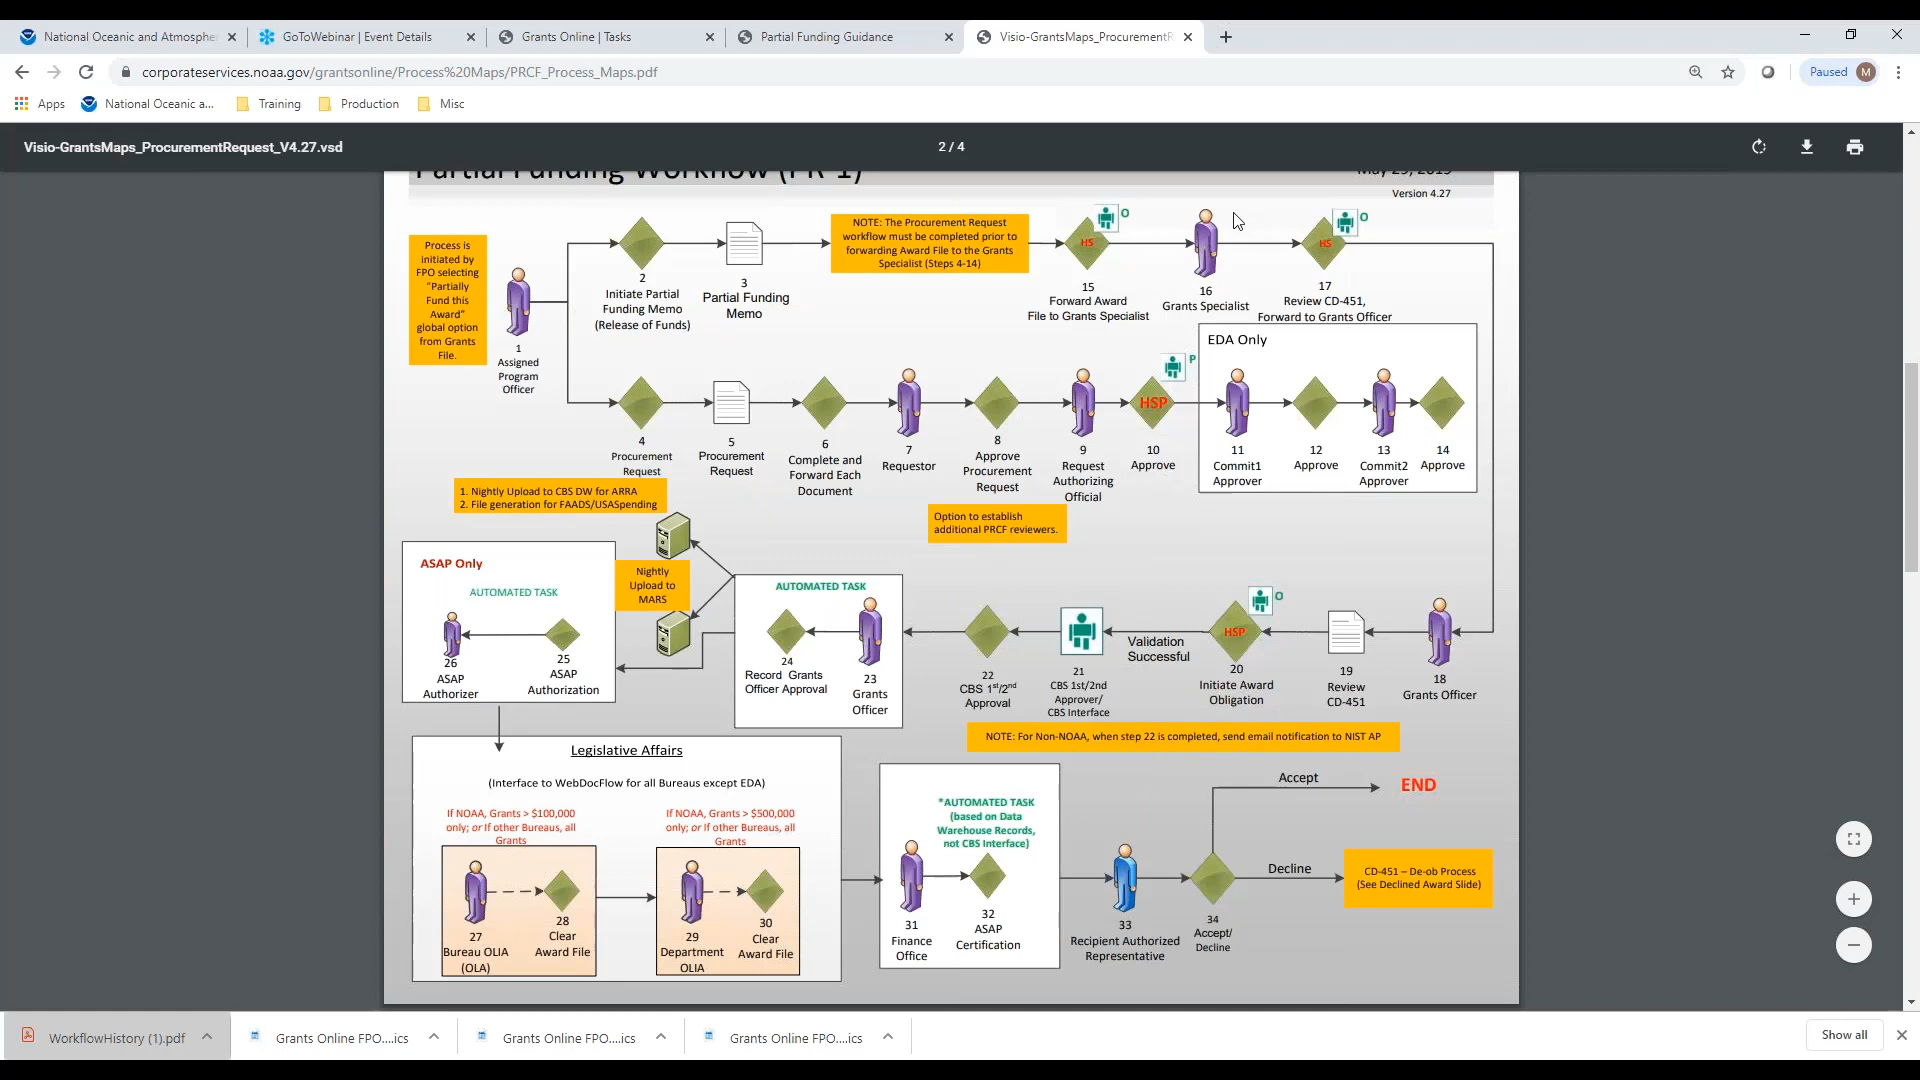 National Oceanic and Atmosphe
GoToWebinar | Event Details
Grants Online | Tasks
Partial Funding Guidance
Visio-GrantsMaps_ProcurementR
corporateservices.noaa.gov/grantsonline/Process%20Maps/PRCF_Process_Maps.pdf
Paused
M
Apps
National Oceanic a...
Training
Production
Misc
Visio-GrantsMaps_ProcurementRequest_V4.27.vsd
2 / 4
Partial Funding Workflow (PR-1)
May 29, 2019
Version 4.27
Process is
initiated by
FPO selecting
“Partially
Fund this
Award”
global option
from Grants
File.
1
Assigned
Program
Officer
2
Initiate Partial
Funding Memo
(Release of Funds)
3
Partial Funding
Memo
NOTE: The Procurement Request
workflow must be completed prior to
forwarding Award File to the Grants
Specialist (Steps 4-14)
HS
O
15
Forward Award
File to Grants Specialist
16
Grants Specialist
HS
O
17
Review CD-451,
Forward to Grants Officer
4
Procurement
Request
5
Procurement
Request
6
Complete and
Forward Each
Document
7
Requestor
8
Approve
Procurement
Request
9
Request
Authorizing
Official
HSP
P
10
Approve
EDA Only
11
Commit1
Approver
12
Approve
13
Commit2
Approver
14
Approve
1. Nightly Upload to CBS DW for ARRA
2. File generation for FAADS/USASpending
Option to establish
additional PRCF reviewers.
ASAP Only
AUTOMATED TASK
26
ASAP
Authorizer
25
ASAP
Authorization
Nightly
Upload to
MARS
AUTOMATED TASK
24
Record Grants
Officer Approval
23
Grants
Officer
22
CBS 1st/2nd
Approval
21
CBS 1st/2nd
Approver/
CBS Interface
Validation
Successful
HSP
O
20
Initiate Award
Obligation
19
Review
CD-451
18
Grants Officer
NOTE: For Non-NOAA, when step 22 is completed, send email notification to NIST AP
Legislative Affairs
(Interface to WebDocFlow for all Bureaus except EDA)
If NOAA, Grants > $100,000
only; or If other Bureaus, all
Grants
27
Bureau OLIA
(OLA)
28
Clear
Award File
If NOAA, Grants > $500,000
only; or If other Bureaus, all
Grants
29
Department
OLIA
30
Clear
Award File
*AUTOMATED TASK
(based on Data
Warehouse Records,
not CBS Interface)
31
Finance
Office
32
ASAP
Certification
33
Recipient Authorized
Representative
34
Accept/
Decline
Accept
END
Decline
CD-451 – De-ob Process
(See Declined Award Slide)
WorkflowHistory (1).pdf
Grants Online FPO....ics
Grants Online FPO....ics
Grants Online FPO....ics
Show all